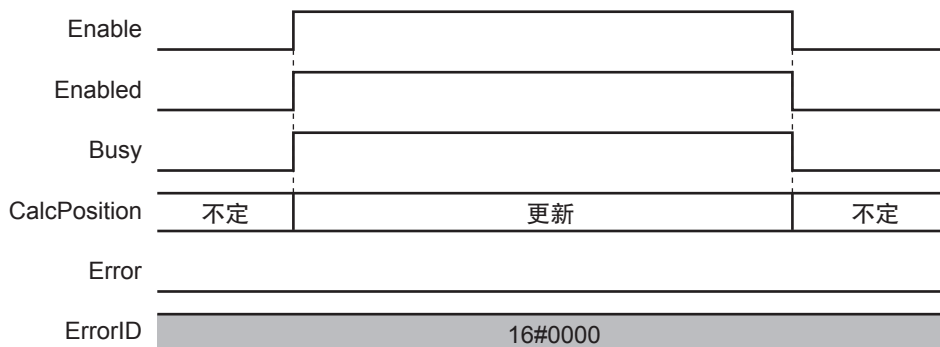 Enable
Enabled
Busy
CalcPosition 不定 更新 不定
Error
ErrorID 16#0000